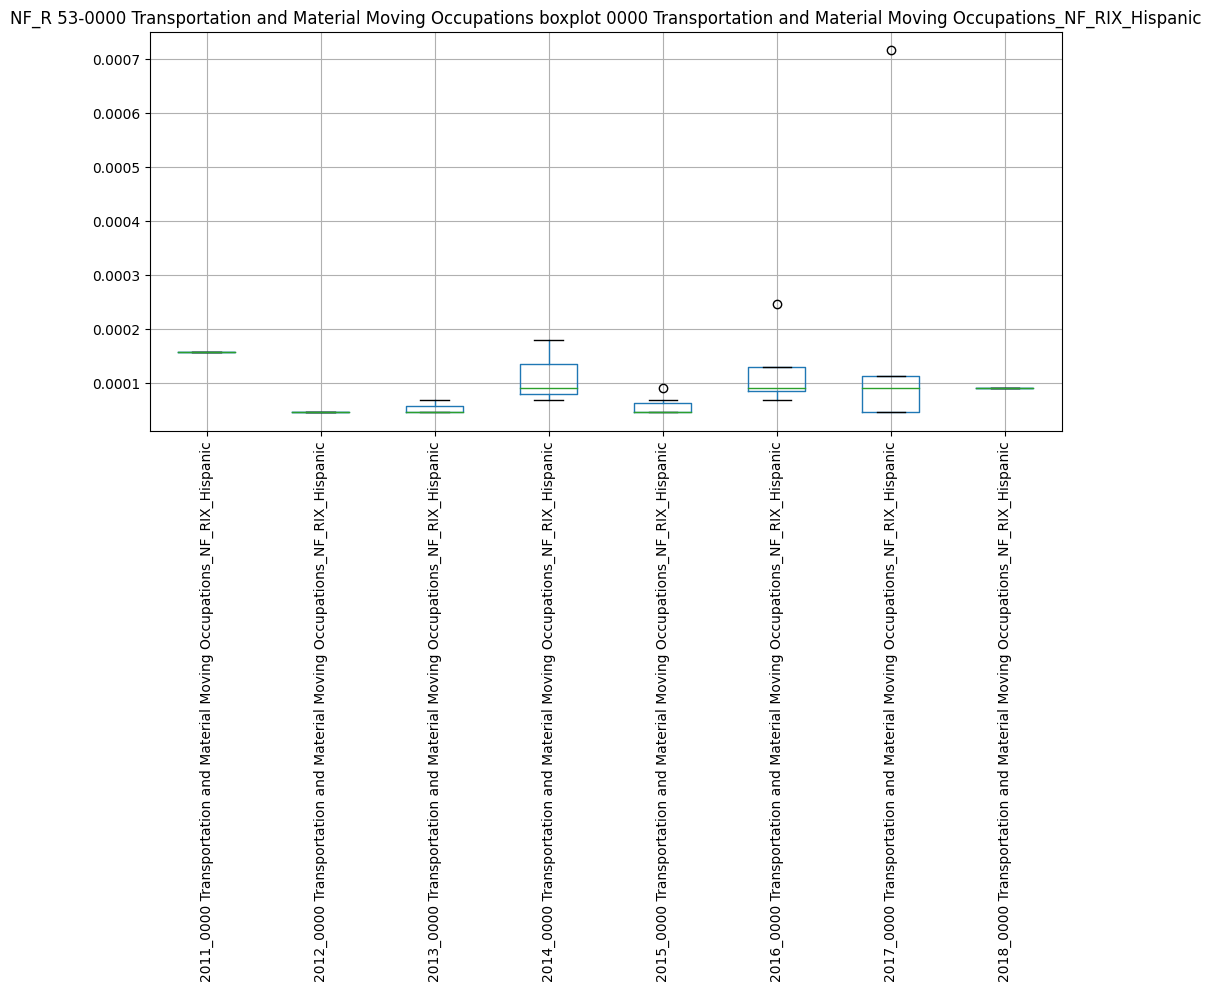 NF_R 53-0000 Transportation and Material Moving Occupations boxplot 0000 Transportation and Material Moving Occupations_NF_RIX_Hispanic
0.0007
0.0006
0.0005
0.0004
0.0003
0.0002
0.0001
2011_0000 Transportation and Material Moving Occupations_NF_RIX_Hispanic
2012_0000 Transportation and Material Moving Occupations_NF_RIX_Hispanic
2013_0000 Transportation and Material Moving Occupations_NF_RIX_Hispanic
2014_0000 Transportation and Material Moving Occupations_NF_RIX_Hispanic
2015_0000 Transportation and Material Moving Occupations_NF_RIX_Hispanic
2016_0000 Transportation and Material Moving Occupations_NF_RIX_Hispanic
2017_0000 Transportation and Material Moving Occupations_NF_RIX_Hispanic
2018_0000 Transportation and Material Moving Occupations_NF_RIX_Hispanic